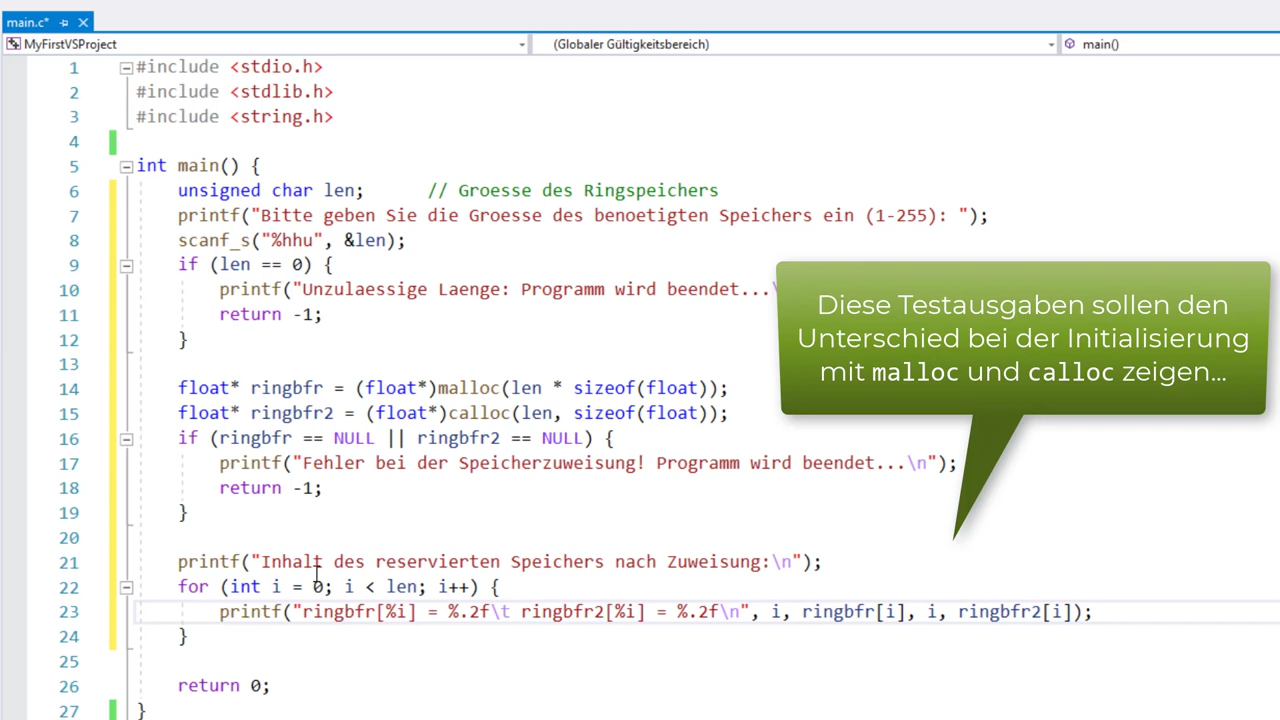 main.c*
MyFirstVSProject
(Globaler Gültigkeitsbereich)
main()
1 #include <stdio.h>
2 #include <stdlib.h>
3 #include <string.h>
4
5 int main() {
6 unsigned char len; // Groesse des Ringspeichers
7 printf("Bitte geben Sie die Groesse des benoetigten Speichers ein (1-255): ");
8 scanf_s("%hhu", &len);
9 if (len == 0) {
10 printf("Unzulaessige Laenge: Programm wird beendet...\
11 return -1;
12 }
13
14 float* ringbfr = (float*)malloc(len * sizeof(float));
15 float* ringbfr2 = (float*)calloc(len, sizeof(float));
16 if (ringbfr == NULL || ringbfr2 == NULL) {
17 printf("Fehler bei der Speicherzuweisung! Programm wird beendet...\n");
18 return -1;
19 }
20
21 printf("Inhalt des reservierten Speichers nach Zuweisung:\n");
22 for (int i = 0; i < len; i++) {
23 printf("ringbfr[%i] = %.2f\t ringbfr2[%i] = %.2f\n", i, ringbfr[i], i, ringbfr2[i]);
24 }
25
26 return 0;
27 }
Diese Testausgaben sollen den
Unterschied bei der Initialisierung
mit malloc und calloc zeigen...